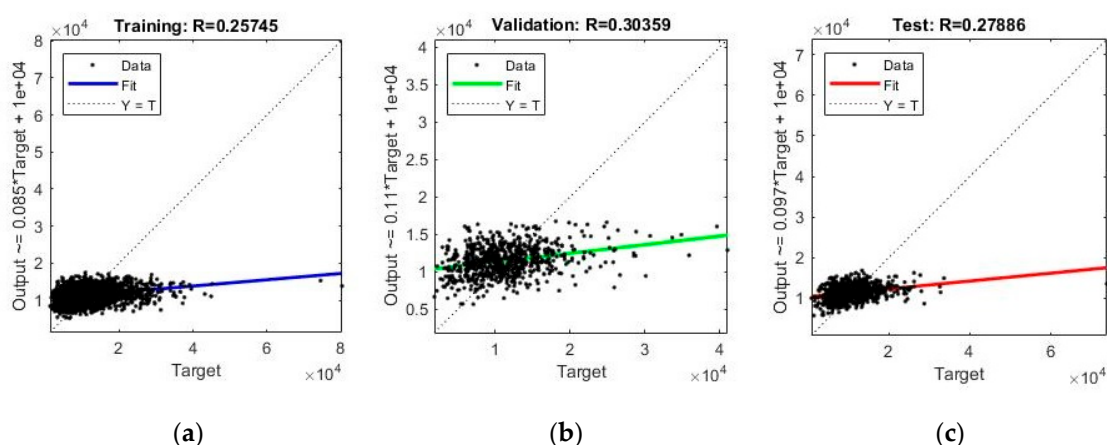 Training: R=0.25745
×10⁴
8
7
6
5
4
3
2
1
Output ~= 0.085*Target + 1e+04
Data
Fit
Y = T
2
4
6
8
Target
×10⁴
(a)
Validation: R=0.30359
×10⁴
4
3.5
3
2.5
2
1.5
1
0.5
Output ~= 0.11*Target + 1e+04
Data
Fit
Y = T
1
2
3
4
Target
×10⁴
(b)
Test: R=0.27886
×10⁴
7
6
5
4
3
2
1
Output ~= 0.097*Target + 1e+04
Data
Fit
Y = T
2
4
6
Target
×10⁴
(c)